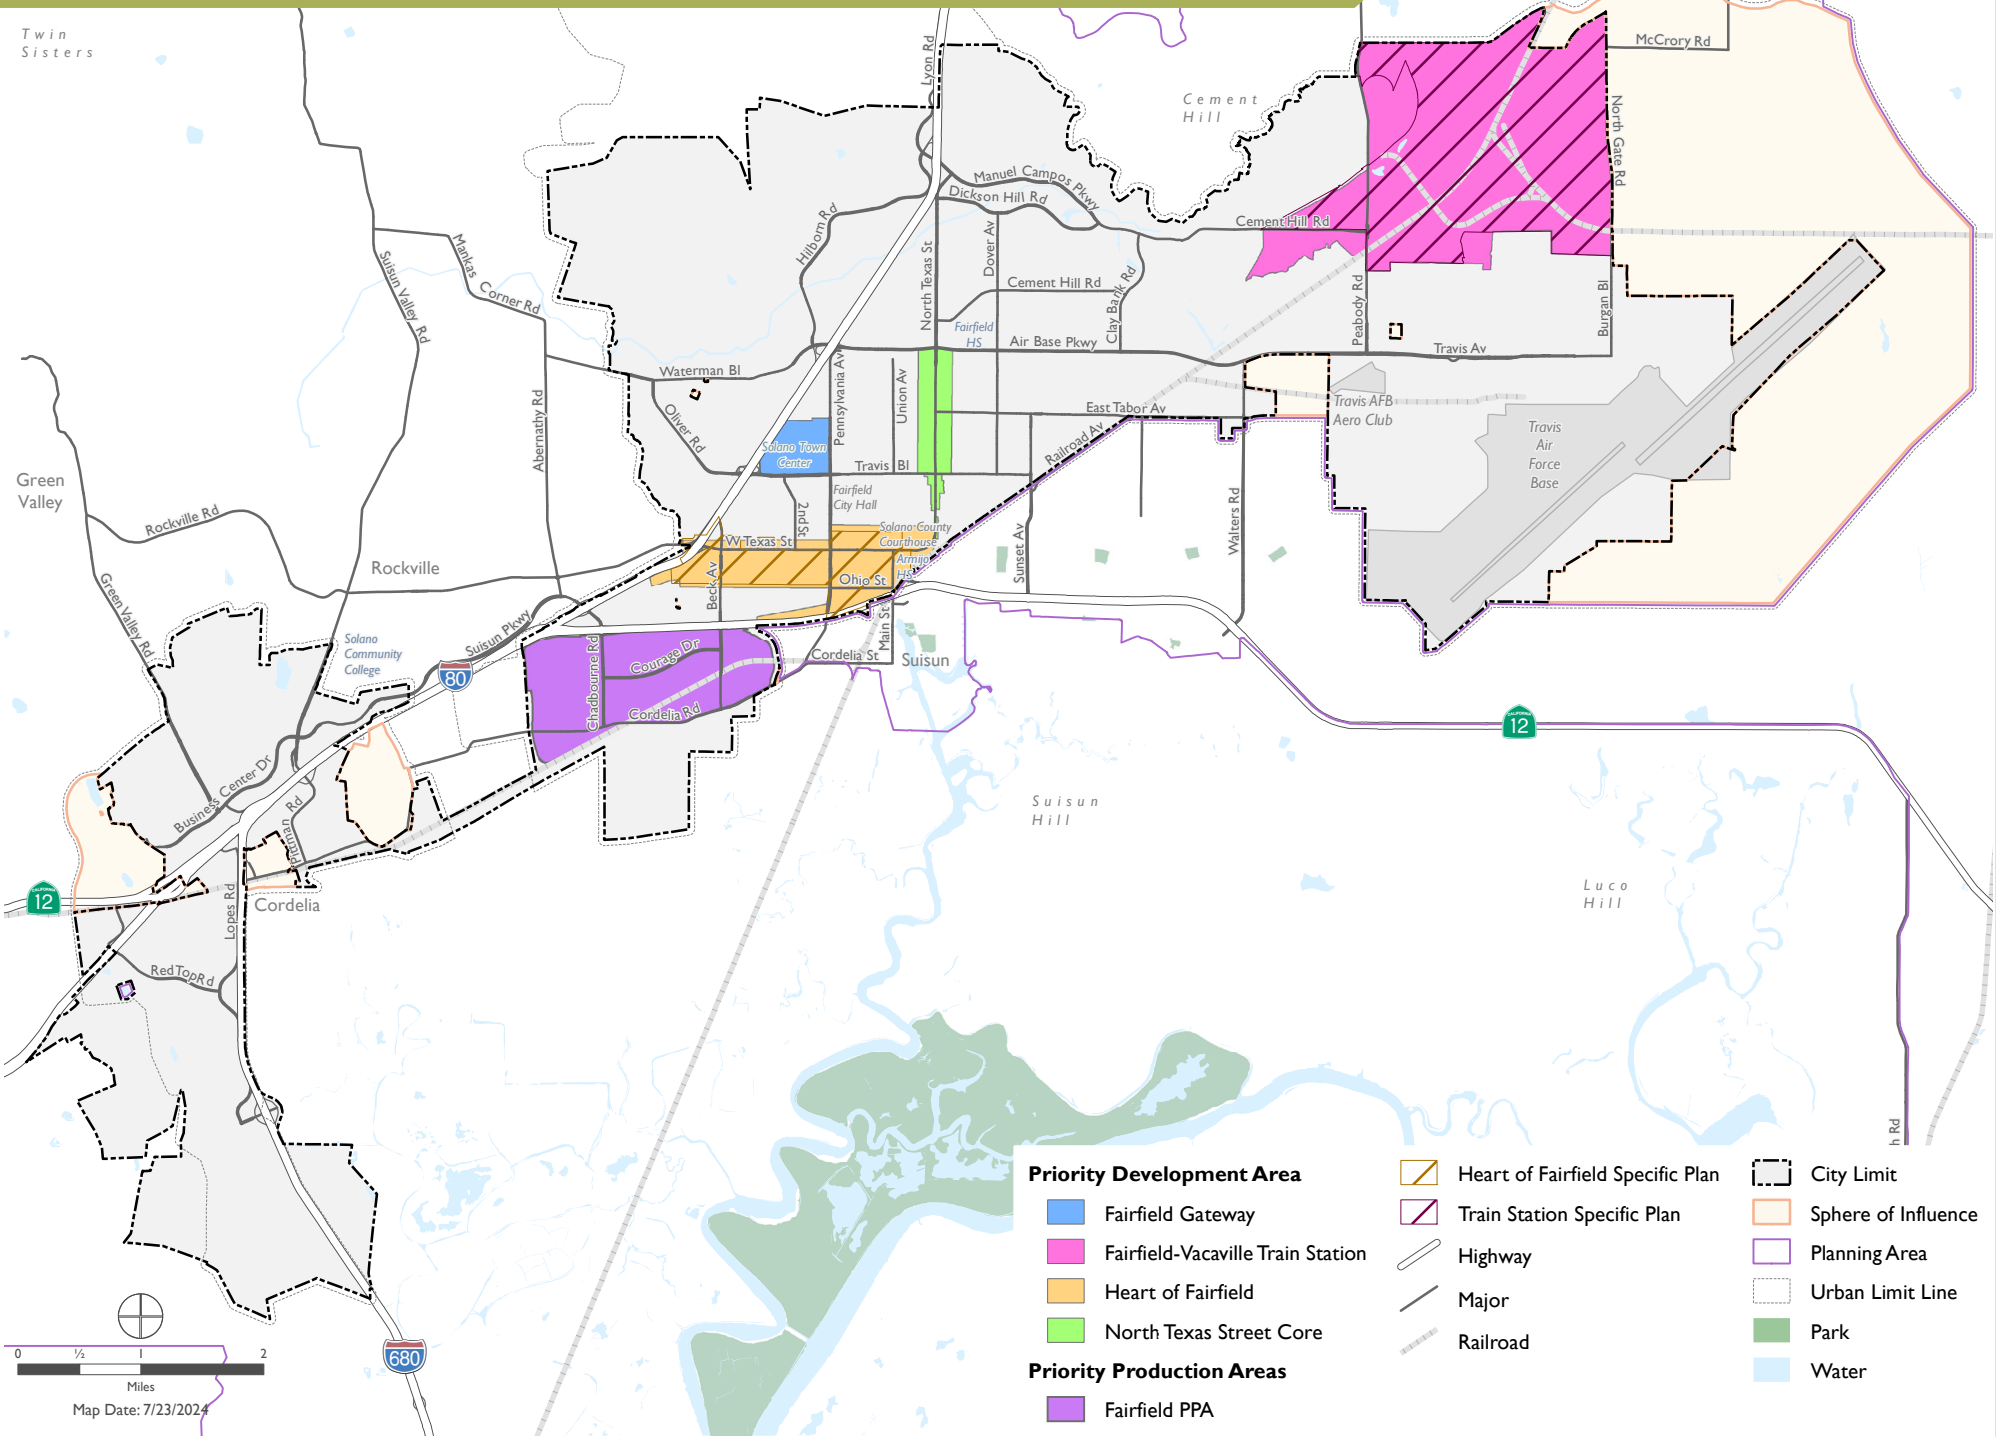 Twin
Sisters
Lyon Rd
McCrory Rd
Cement
Hill
North Gate Rd
Manuel Campos Pkwy
Dickson Hill Rd
Hilborn Rd
Cement Hill Rd
Mankas
Corner Rd
Suisun Valley Rd
North Texas St
Dover Av
Cement Hill Rd
Clay Bank Rd
Peabody Rd
Burgan Bl
Fairfield
HS
Air Base Pkwy
Travis Av
Waterman Bl
Pennsylvania Av
Union Av
Abernathy Rd
Oliver Rd
East Tabor Av
Railroad Av
Travis AFB
Aero Club
Travis
Air
Force
Base
Solano Town
Center
Travis Bl
Green
Valley
Rockville Rd
Fairfield
City Hall
2nd St
Walters Rd
Sunset Av
W Texas St
Solano County
Courthouse
Armijo
HS
Rockville
Beck Av
Ohio St
Green Valley Rd
Suisun Pkwy
Main St
Solano
Community
College
80
Chadbourne Rd
Courage Dr
Cordelia St
Suisun
Cordelia Rd
CALIFORNIA
12
Business Center Dr
Pittman Rd
Suisun
Hill
Luco
Hill
CALIFORNIA
12
Lopes Rd
Cordelia
Red Top Rd
h Rd
680
0 ½ 1 2
Miles
Map Date: 7/23/2024
Priority Development Area
Fairfield Gateway
Fairfield-Vacaville Train Station
Heart of Fairfield
North Texas Street Core
Priority Production Areas
Fairfield PPA
Heart of Fairfield Specific Plan
Train Station Specific Plan
Highway
Major
Railroad
City Limit
Sphere of Influence
Planning Area
Urban Limit Line
Park
Water